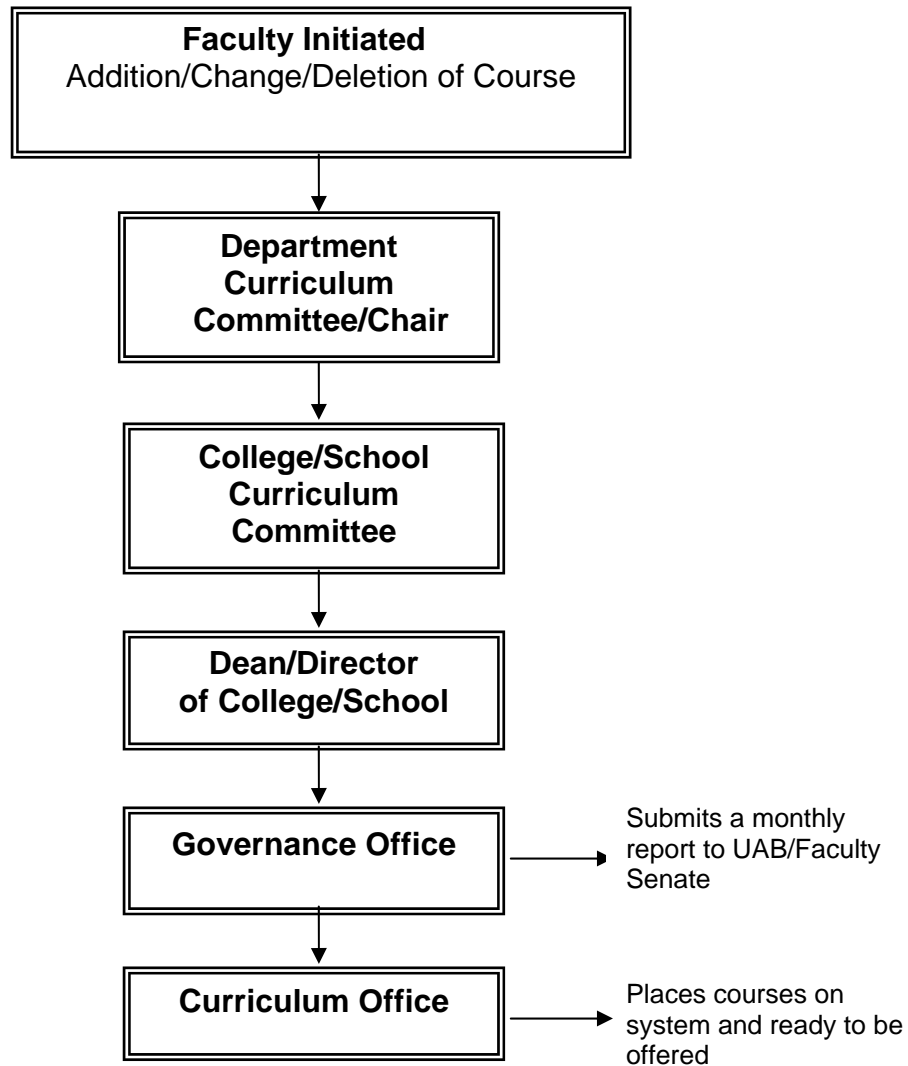 Faculty Initiated
Addition/Change/Deletion of Course
Department
Curriculum
Committee/Chair
College/School
Curriculum
Committee
Dean/Director
of College/School
Governance Office
Submits a monthly
report to UAB/Faculty
Senate
Curriculum Office
Places courses on
system and ready to be
offered